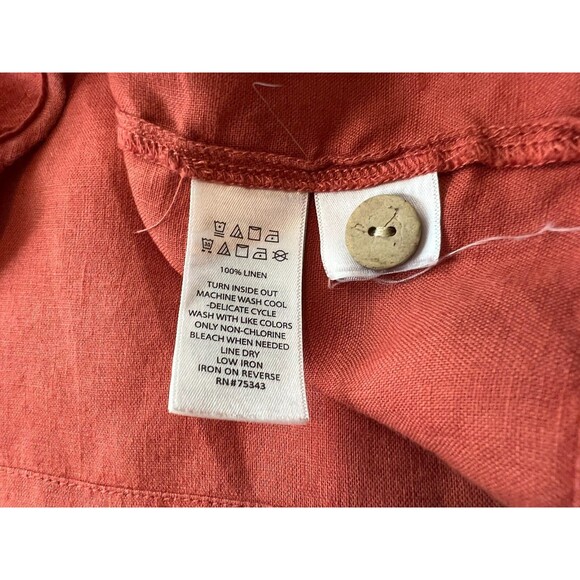 100% LINEN
TURN INSIDE OUT
MACHINE WASH COOL
-DELICATE CYCLE
WASH WITH LIKE COLORS
ONLY NON-CHLORINE
BLEACH WHEN NEEDED
LINE DRY
LOW IRON
IRON ON REVERSE
RN#75343